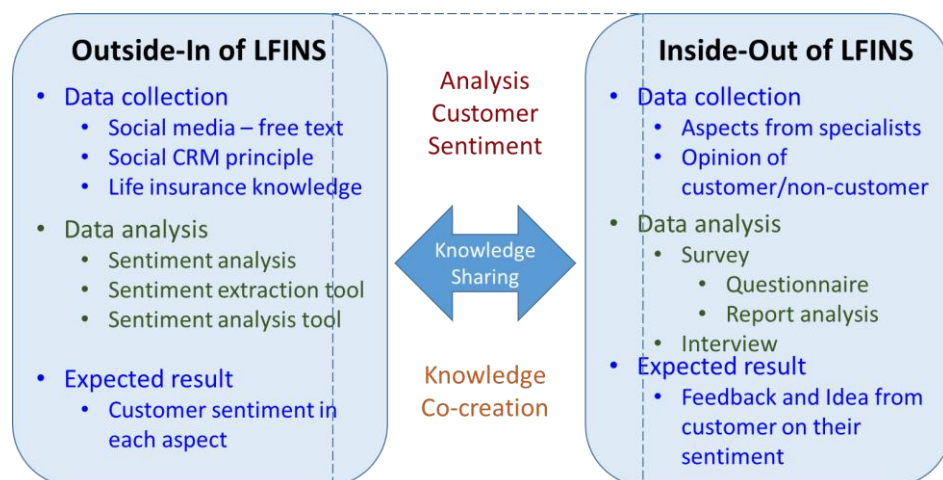 Outside-In of LFINS
• Data collection
• Social media – free text
• Social CRM principle
• Life insurance knowledge
• Data analysis
• Sentiment analysis
• Sentiment extraction tool
• Sentiment analysis tool
• Expected result
• Customer sentiment in
each aspect
Analysis
Customer
Sentiment
Knowledge
Sharing
Knowledge
Co-creation
Inside-Out of LFINS
• Data collection
• Aspects from specialists
• Opinion of
customer/non-customer
• Data analysis
• Survey
• Questionnaire
• Report analysis
• Interview
• Expected result
• Feedback and Idea from
customer on their
sentiment